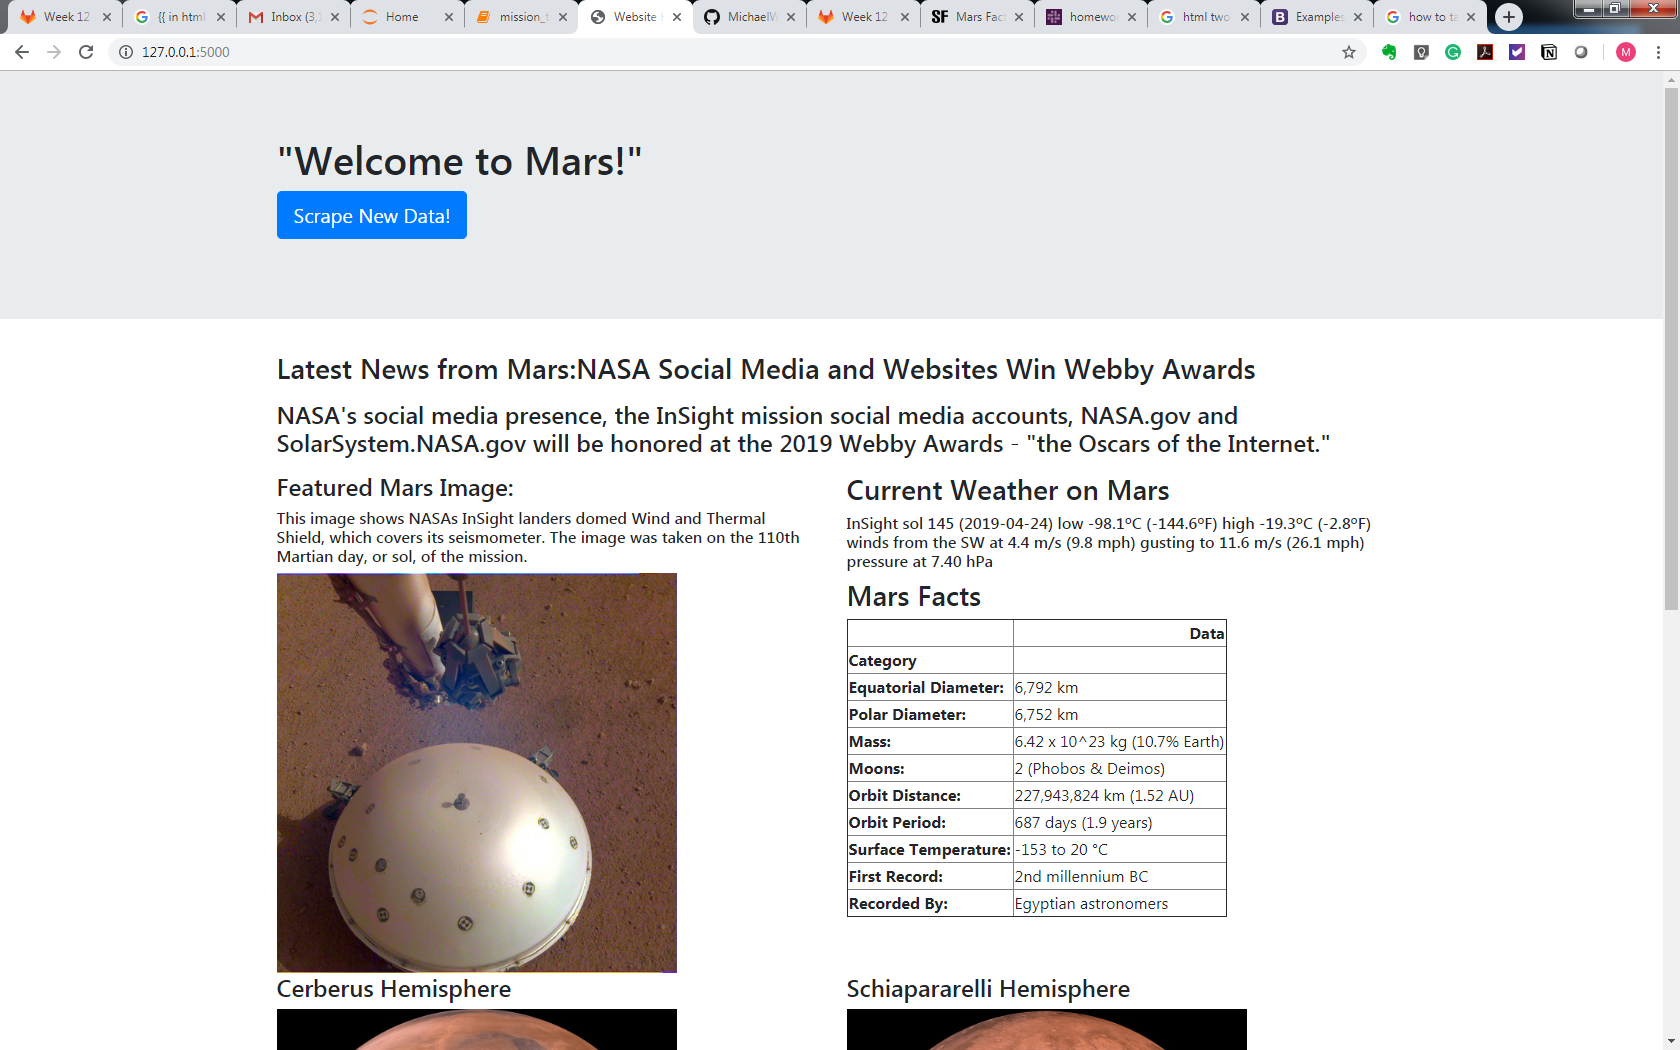 Week 12
{{ in html
Inbox (3,
Home
mission_t
Website
MichaelW
Week 12
SF
Mars Fac
homewor
html two
B
Examples
how to ta
127.0.0.1:5000
M
"Welcome to Mars!"
Scrape New Data!
Latest News from Mars:NASA Social Media and Websites Win Webby Awards
NASA's social media presence, the InSight mission social media accounts, NASA.gov and
SolarSystem.NASA.gov will be honored at the 2019 Webby Awards - "the Oscars of the Internet."
Featured Mars Image:
This image shows NASAs InSight landers domed Wind and Thermal
Shield, which covers its seismometer. The image was taken on the 110th
Martian day, or sol, of the mission.
Current Weather on Mars
InSight sol 145 (2019-04-24) low -98.1ºC (-144.6ºF) high -19.3ºC (-2.8ºF)
winds from the SW at 4.4 m/s (9.8 mph) gusting to 11.6 m/s (26.1 mph)
pressure at 7.40 hPa
Mars Facts
Data
Category
Equatorial Diameter: 6,792 km
Polar Diameter: 6,752 km
Mass: 6.42 x 10^23 kg (10.7% Earth)
Moons: 2 (Phobos & Deimos)
Orbit Distance: 227,943,824 km (1.52 AU)
Orbit Period: 687 days (1.9 years)
Surface Temperature: -153 to 20 °C
First Record: 2nd millennium BC
Recorded By: Egyptian astronomers
Cerberus Hemisphere
Schiapararelli Hemisphere